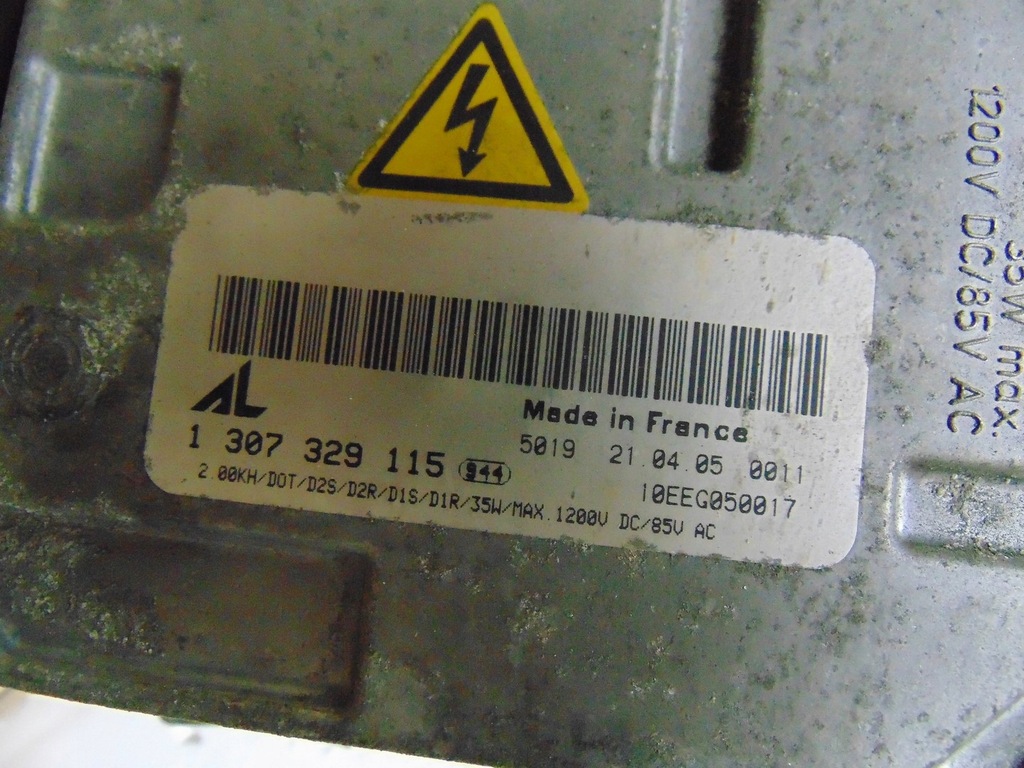 AL
Made in France
1 307 329 115 944
5019 21.04.05 0011
10EEG050017
2.00KH/DOT/D2S/D2R/D1S/D1R/35W/MAX.1200V DC/85V AC
35W max.
1200V DC/85V AC